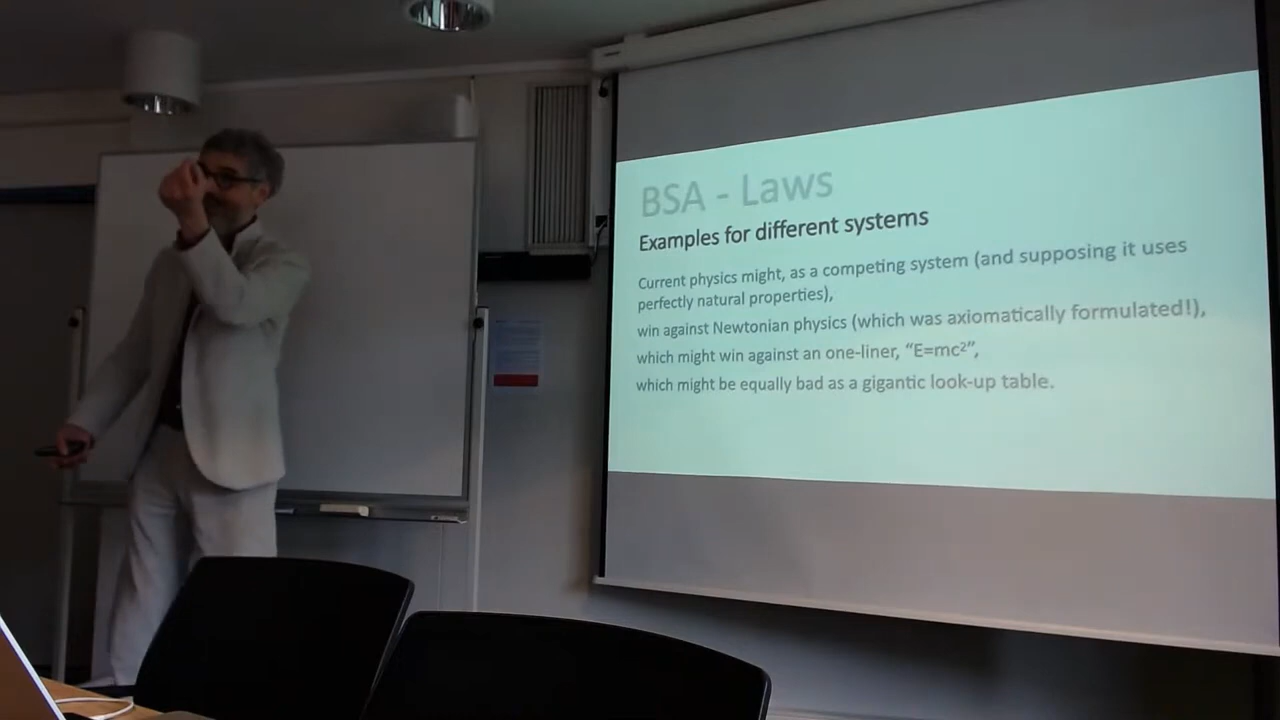 BSA - Laws
Examples for different systems
Current physics might, as a competing system (and supposing it uses
perfectly natural properties),
win against Newtonian physics (which was axiomatically formulated!),
which might win against an one-liner, “E=mc²”,
which might be equally bad as a gigantic look-up table.